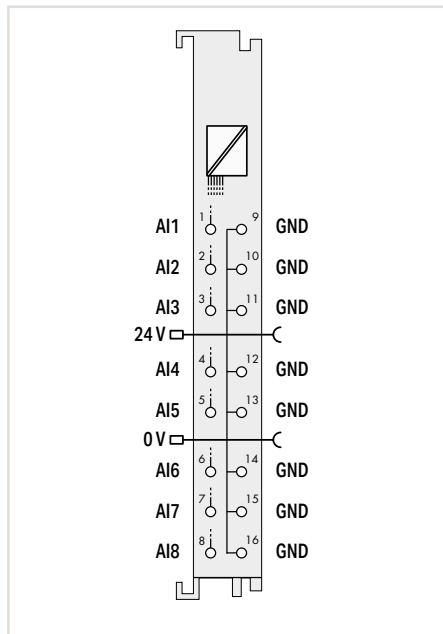 AI1 1 9 GND
AI2 2 10 GND
AI3 3 11 GND
24 V
AI4 4 12 GND
AI5 5 13 GND
0 V
AI6 6 14 GND
AI7 7 15 GND
AI8 8 16 GND